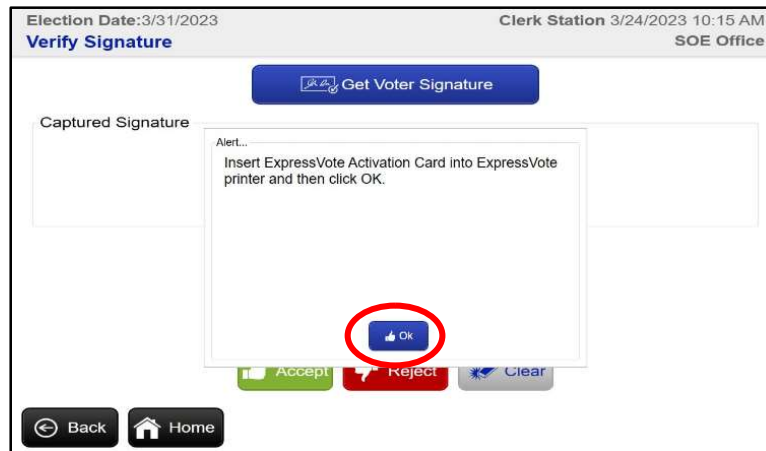 Election Date:3/31/2023
Clerk Station 3/24/2023 10:15 AM
Verify Signature
SOE Office
Get Voter Signature
Captured Signature
Alert...
Insert ExpressVote Activation Card into ExpressVote
printer and then click OK.
Ok
Accept
Reject
Clear
Back
Home